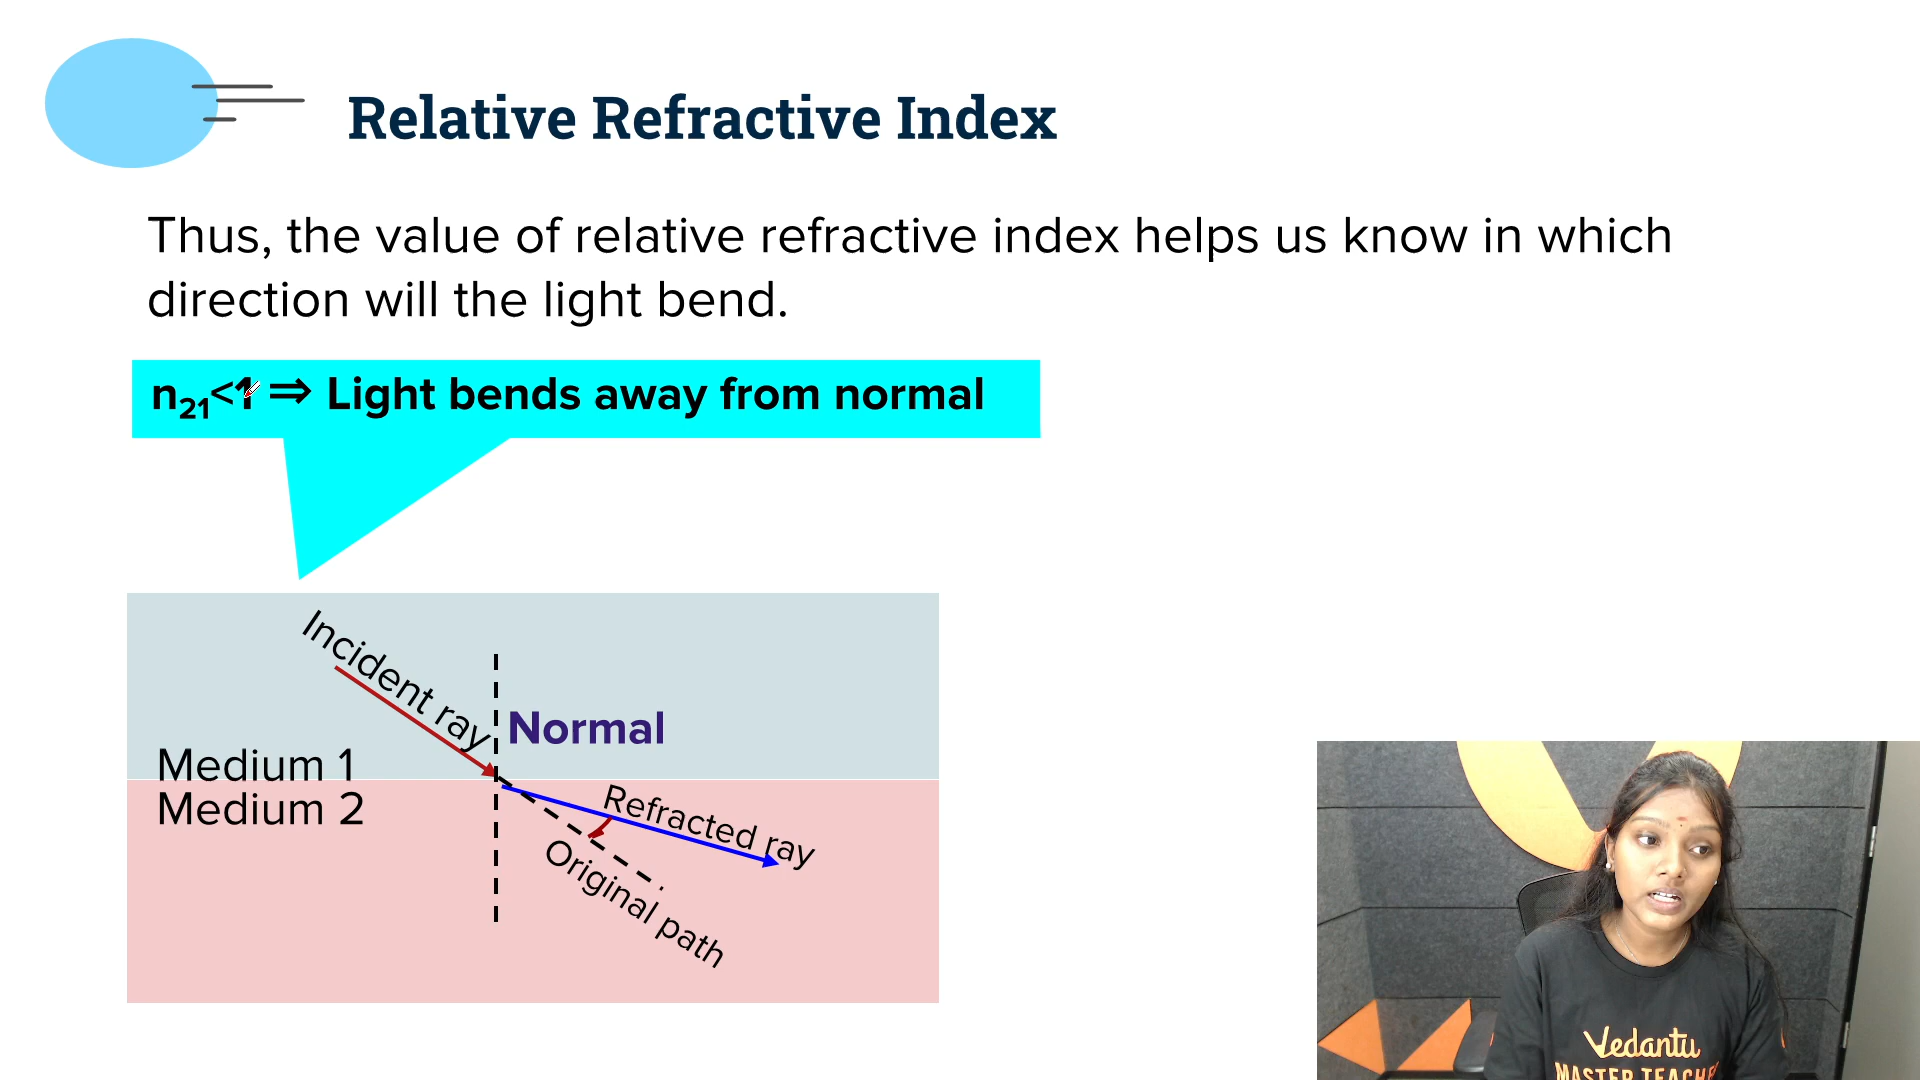 Relative Refractive Index
Thus, the value of relative refractive index helps us know in which
direction will the light bend.
n₂₁<1 ⇒ Light bends away from normal
Incident ray
Normal
Medium 1
Medium 2
Refracted ray
Original path
Vedantu
MASTER TEACHER